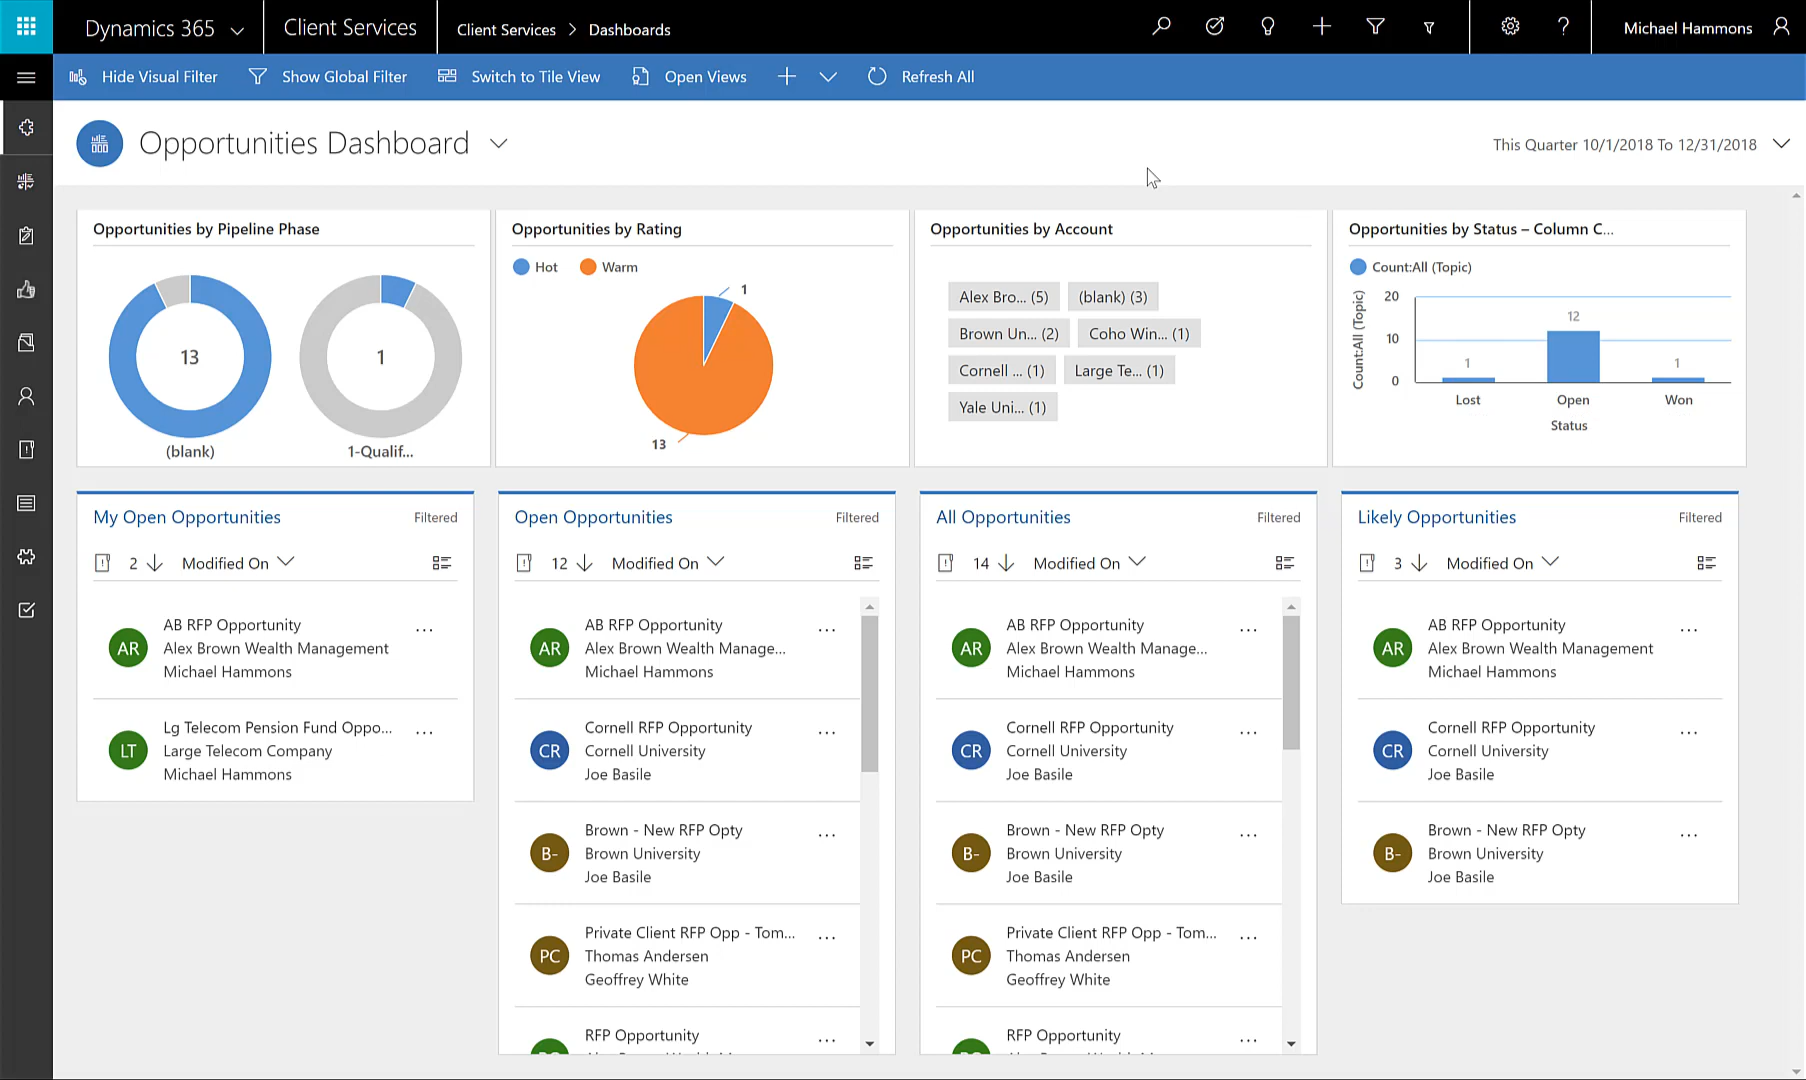 Dynamics 365
Client Services
Client Services > Dashboards
Michael Hammons
Hide Visual Filter
Show Global Filter
Switch to Tile View
Open Views
Refresh All
Opportunities Dashboard
This Quarter 10/1/2018 To 12/31/2018
Opportunities by Pipeline Phase
13
(blank)
1
1-Qualif...
Opportunities by Rating
Hot
Warm
1
13
Opportunities by Account
Alex Bro... (5)
(blank) (3)
Brown Un... (2)
Coho Win... (1)
Cornell ... (1)
Large Te... (1)
Yale Uni... (1)
Opportunities by Status – Column C...
Count:All (Topic)
Count:All (Topic)
20
10
0
1
12
1
Lost
Open
Won
Status
My Open Opportunities
Filtered
2
Modified On
AR
AB RFP Opportunity
Alex Brown Wealth Management
Michael Hammons
...
LT
Lg Telecom Pension Fund Oppo...
Large Telecom Company
Michael Hammons
...
Open Opportunities
Filtered
12
Modified On
AR
AB RFP Opportunity
Alex Brown Wealth Manage...
Michael Hammons
...
CR
Cornell RFP Opportunity
Cornell University
Joe Basile
...
B-
Brown - New RFP Opty
Brown University
Joe Basile
...
PC
Private Client RFP Opp - Tom...
Thomas Andersen
Geoffrey White
...
RFP Opportunity
...
All Opportunities
Filtered
14
Modified On
AR
AB RFP Opportunity
Alex Brown Wealth Manage...
Michael Hammons
...
CR
Cornell RFP Opportunity
Cornell University
Joe Basile
...
B-
Brown - New RFP Opty
Brown University
Joe Basile
...
PC
Private Client RFP Opp - Tom...
Thomas Andersen
Geoffrey White
...
RFP Opportunity
...
Likely Opportunities
Filtered
3
Modified On
AR
AB RFP Opportunity
Alex Brown Wealth Management
Michael Hammons
...
CR
Cornell RFP Opportunity
Cornell University
Joe Basile
...
B-
Brown - New RFP Opty
Brown University
Joe Basile
...